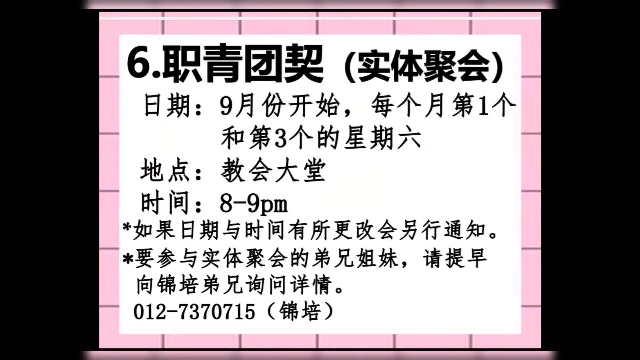 6.职青团契（实体聚会）
日期：9月份开始，每个月第1个
和第3个的星期六
地点：教会大堂
时间：8-9pm
*如果日期与时间有所更改会另行通知。
*要参与实体聚会的弟兄姐妹，请提早
向锦培弟兄询问详情。
012-7370715（锦培）